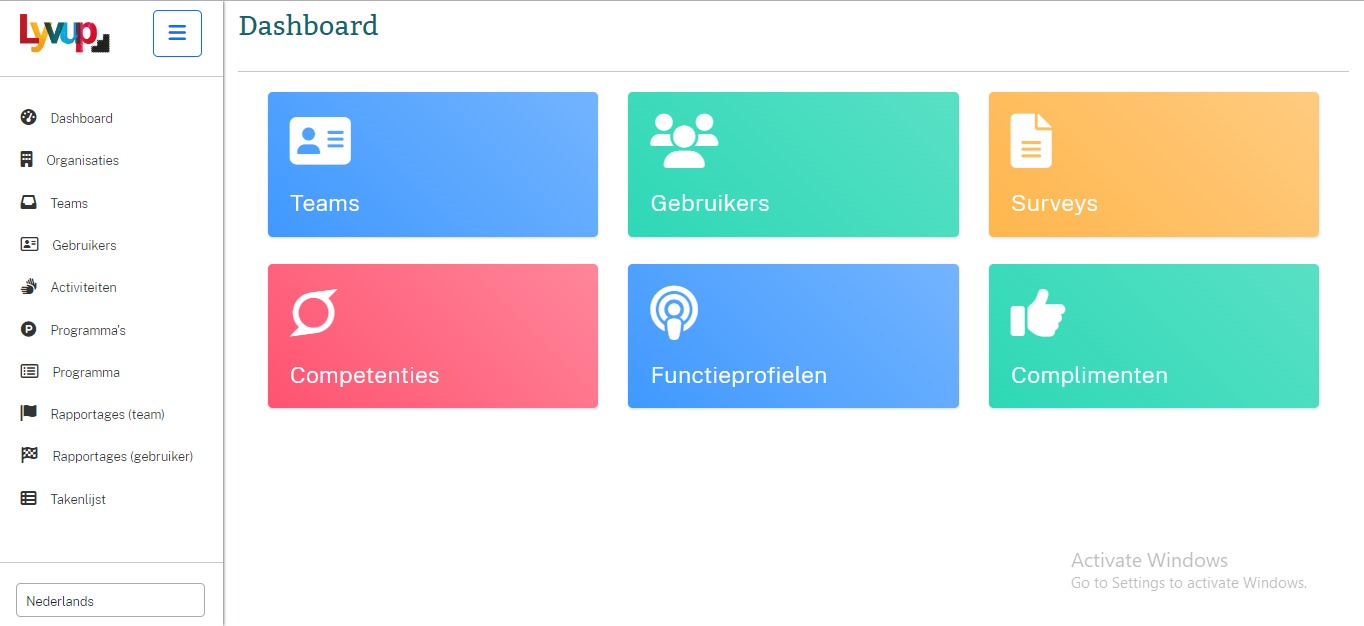 Lyvup
Dashboard
Dashboard
Organisaties
Teams
Gebruikers
Activiteiten
Programma's
Programma
Rapportages (team)
Rapportages (gebruiker)
Takenlijst
Nederlands
Teams
Gebruikers
Surveys
Competenties
Functieprofielen
Complimenten
Activate Windows
Go to Settings to activate Windows.